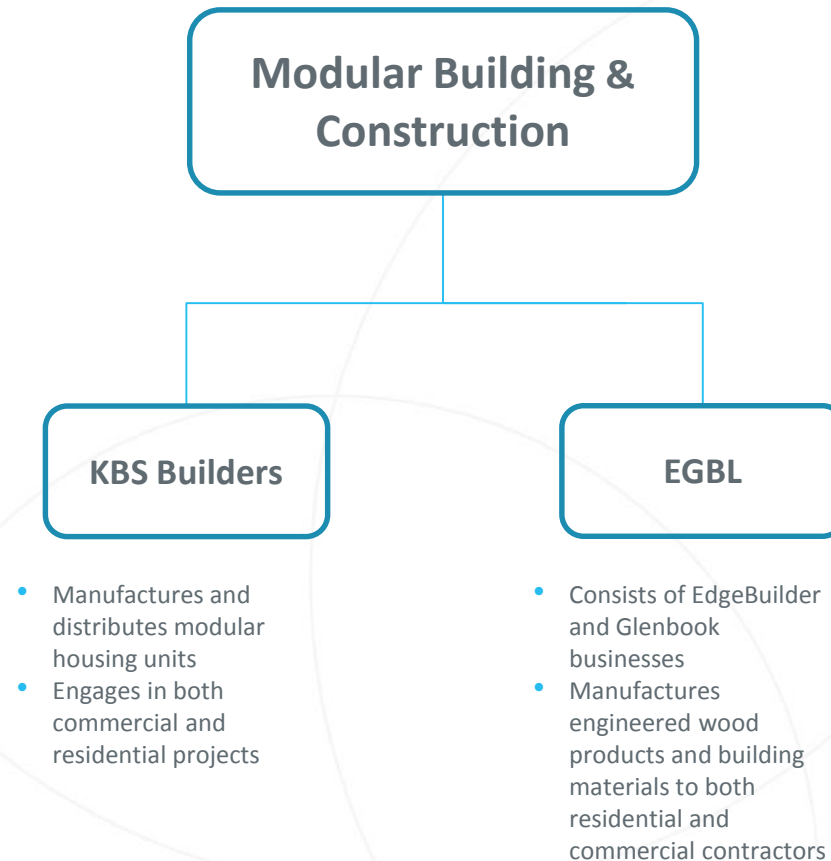 Modular Building &
Construction
KBS Builders
• Manufactures and
distributes modular
housing units
• Engages in both
commercial and
residential projects
EGBL
• Consists of EdgeBuilder
and Glenbook
businesses
• Manufactures
engineered wood
products and building
materials to both
residential and
commercial contractors